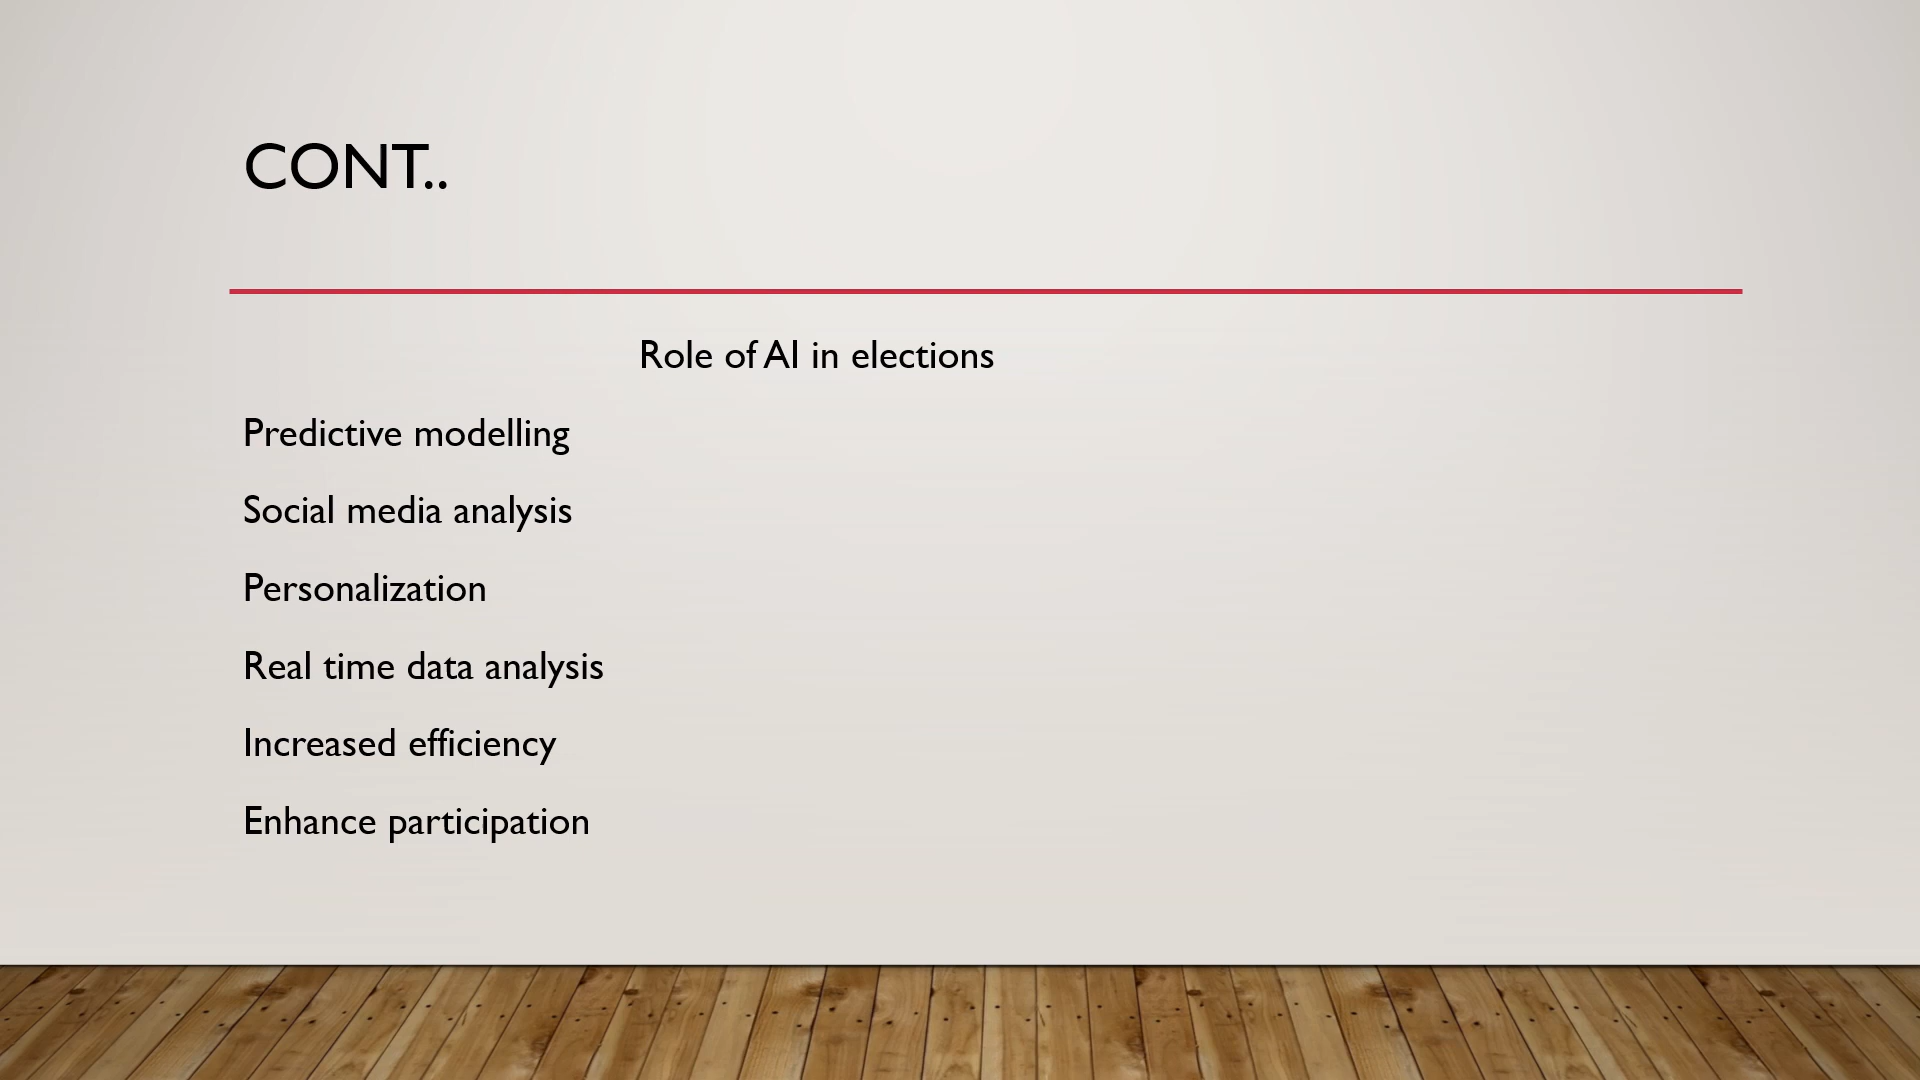 CONT..
Role of AI in elections
Predictive modelling
Social media analysis
Personalization
Real time data analysis
Increased efficiency
Enhance participation